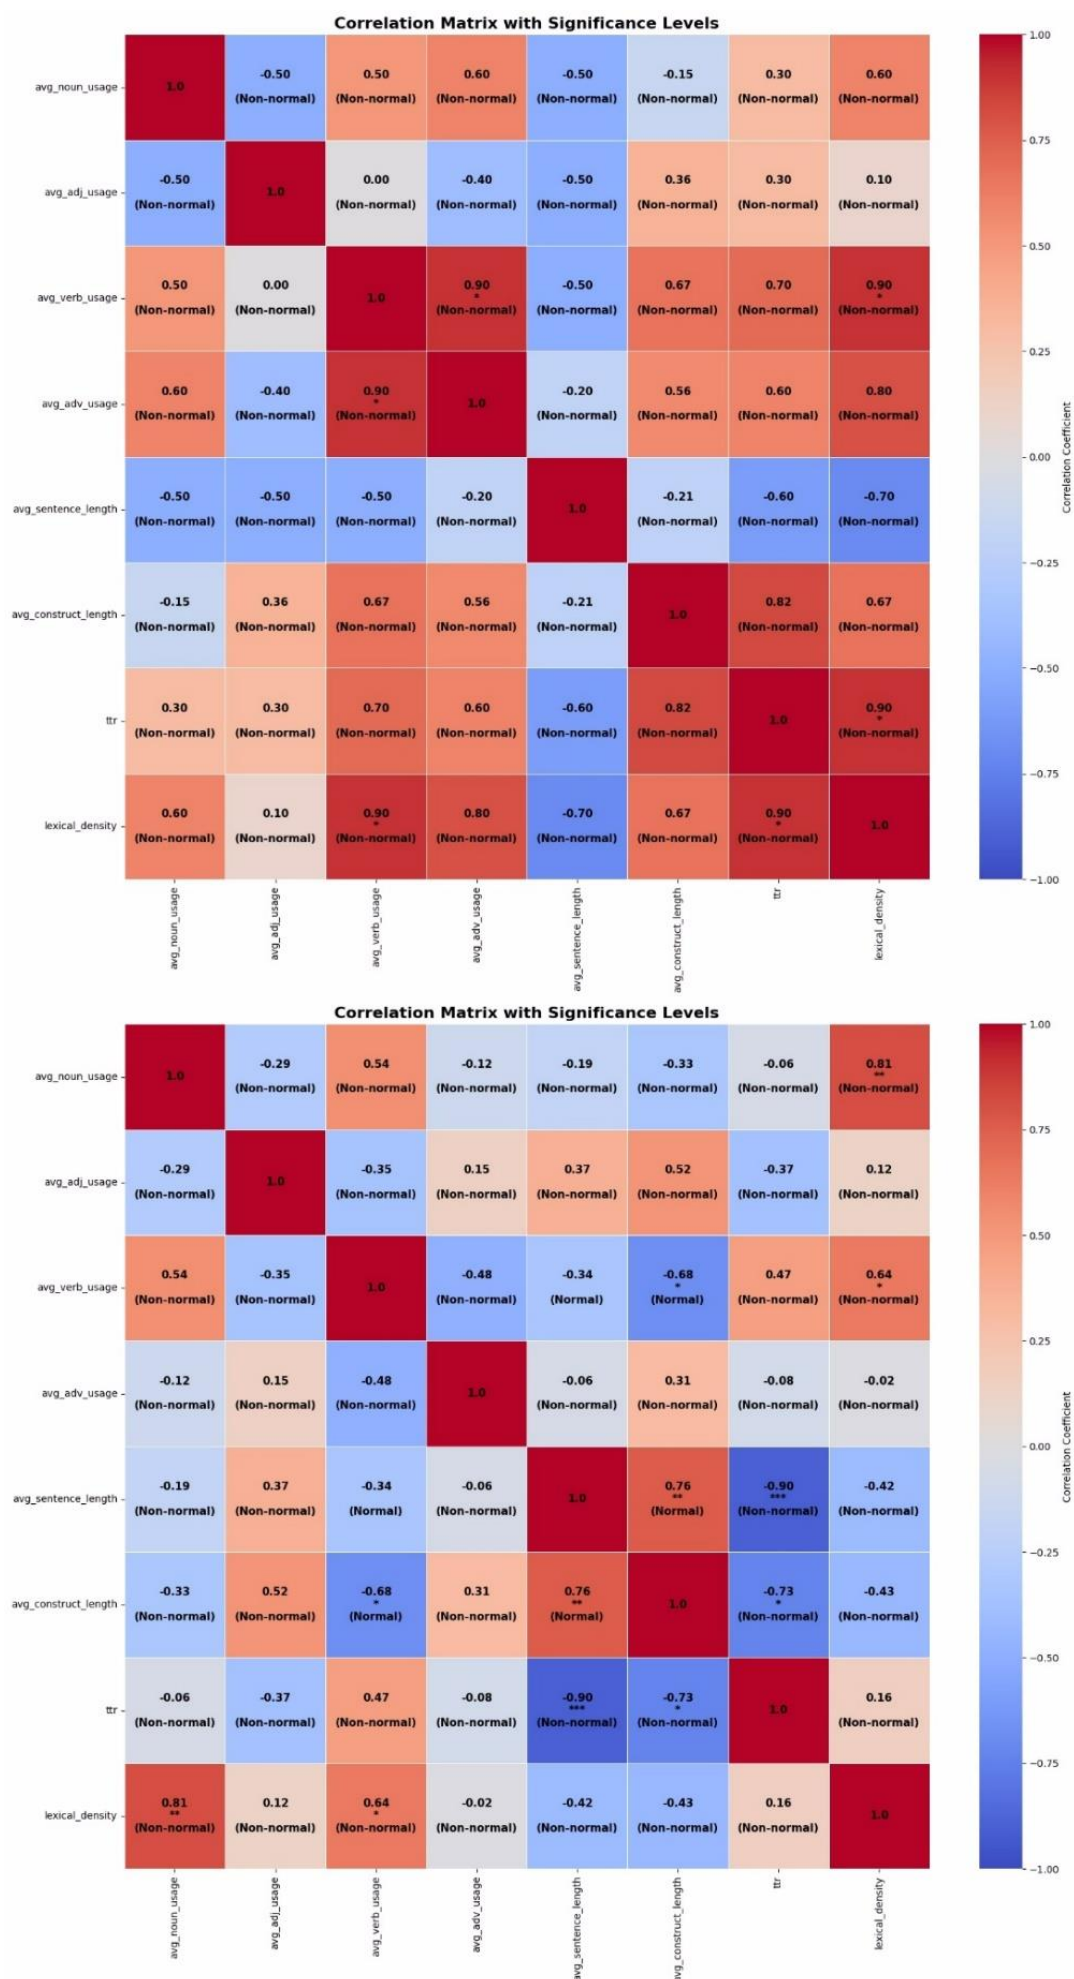 Correlation Matrix with Significance Levels
avg_noun_usage 1.0 -0.50 0.50 0.60 -0.50 -0.15 0.30 0.60
(Non-normal) (Non-normal) (Non-normal) (Non-normal) (Non-normal) (Non-normal) (Non-normal)
avg_adj_usage -0.50 1.0 0.00 -0.40 -0.50 0.36 0.30 0.10
(Non-normal) (Non-normal) (Non-normal) (Non-normal) (Non-normal) (Non-normal) (Non-normal)
avg_verb_usage 0.50 0.00 1.0 0.90 -0.50 0.67 0.70 0.90
* *
(Non-normal) (Non-normal) (Non-normal) (Non-normal) (Non-normal) (Non-normal) (Non-normal)
avg_adv_usage 0.60 -0.40 0.90 1.0 -0.20 0.56 0.60 0.80
*
(Non-normal) (Non-normal) (Non-normal) (Non-normal) (Non-normal) (Non-normal) (Non-normal)
avg_sentence_length -0.50 -0.50 -0.50 -0.20 1.0 -0.21 -0.60 -0.70
(Non-normal) (Non-normal) (Non-normal) (Non-normal) (Non-normal) (Non-normal) (Non-normal)
avg_construct_length -0.15 0.36 0.67 0.56 -0.21 1.0 0.82 0.67
(Non-normal) (Non-normal) (Non-normal) (Non-normal) (Non-normal) (Non-normal) (Non-normal)
ttr 0.30 0.30 0.70 0.60 -0.60 0.82 1.0 0.90
*
(Non-normal) (Non-normal) (Non-normal) (Non-normal) (Non-normal) (Non-normal) (Non-normal)
lexical_density 0.60 0.10 0.90 0.80 -0.70 0.67 0.90 1.0
* *
(Non-normal) (Non-normal) (Non-normal) (Non-normal) (Non-normal) (Non-normal) (Non-normal)
avg_noun_usage
avg_adj_usage
avg_verb_usage
avg_adv_usage
avg_sentence_length
avg_construct_length
ttr
lexical_density
1.00
0.75
0.50
0.25
0.00
−0.25
−0.50
−0.75
−1.00
Correlation Coefficient
Correlation Matrix with Significance Levels
avg_noun_usage 1.0 -0.29 0.54 -0.12 -0.19 -0.33 -0.06 0.81
**
(Non-normal) (Non-normal) (Non-normal) (Non-normal) (Non-normal) (Non-normal) (Non-normal)
avg_adj_usage -0.29 1.0 -0.35 0.15 0.37 0.52 -0.37 0.12
(Non-normal) (Non-normal) (Non-normal) (Non-normal) (Non-normal) (Non-normal) (Non-normal)
avg_verb_usage 0.54 -0.35 1.0 -0.48 -0.34 -0.68 0.47 0.64
* *
(Non-normal) (Non-normal) (Non-normal) (Normal) (Normal) (Non-normal) (Non-normal)
avg_adv_usage -0.12 0.15 -0.48 1.0 -0.06 0.31 -0.08 -0.02
(Non-normal) (Non-normal) (Non-normal) (Non-normal) (Non-normal) (Non-normal) (Non-normal)
avg_sentence_length -0.19 0.37 -0.34 -0.06 1.0 0.76 -0.90 -0.42
** ***
(Non-normal) (Non-normal) (Normal) (Non-normal) (Normal) (Non-normal) (Non-normal)
avg_construct_length -0.33 0.52 -0.68 0.31 0.76 1.0 -0.73 -0.43
* ** *
(Non-normal) (Non-normal) (Normal) (Non-normal) (Normal) (Non-normal) (Non-normal)
ttr -0.06 -0.37 0.47 -0.08 -0.90 -0.73 1.0 0.16
*** *
(Non-normal) (Non-normal) (Non-normal) (Non-normal) (Non-normal) (Non-normal) (Non-normal)
lexical_density 0.81 0.12 0.64 -0.02 -0.42 -0.43 0.16 1.0
** *
(Non-normal) (Non-normal) (Non-normal) (Non-normal) (Non-normal) (Non-normal) (Non-normal)
avg_noun_usage
avg_adj_usage
avg_verb_usage
avg_adv_usage
avg_sentence_length
avg_construct_length
ttr
lexical_density
1.00
0.75
0.50
0.25
0.00
−0.25
−0.50
−0.75
−1.00
Correlation Coefficient